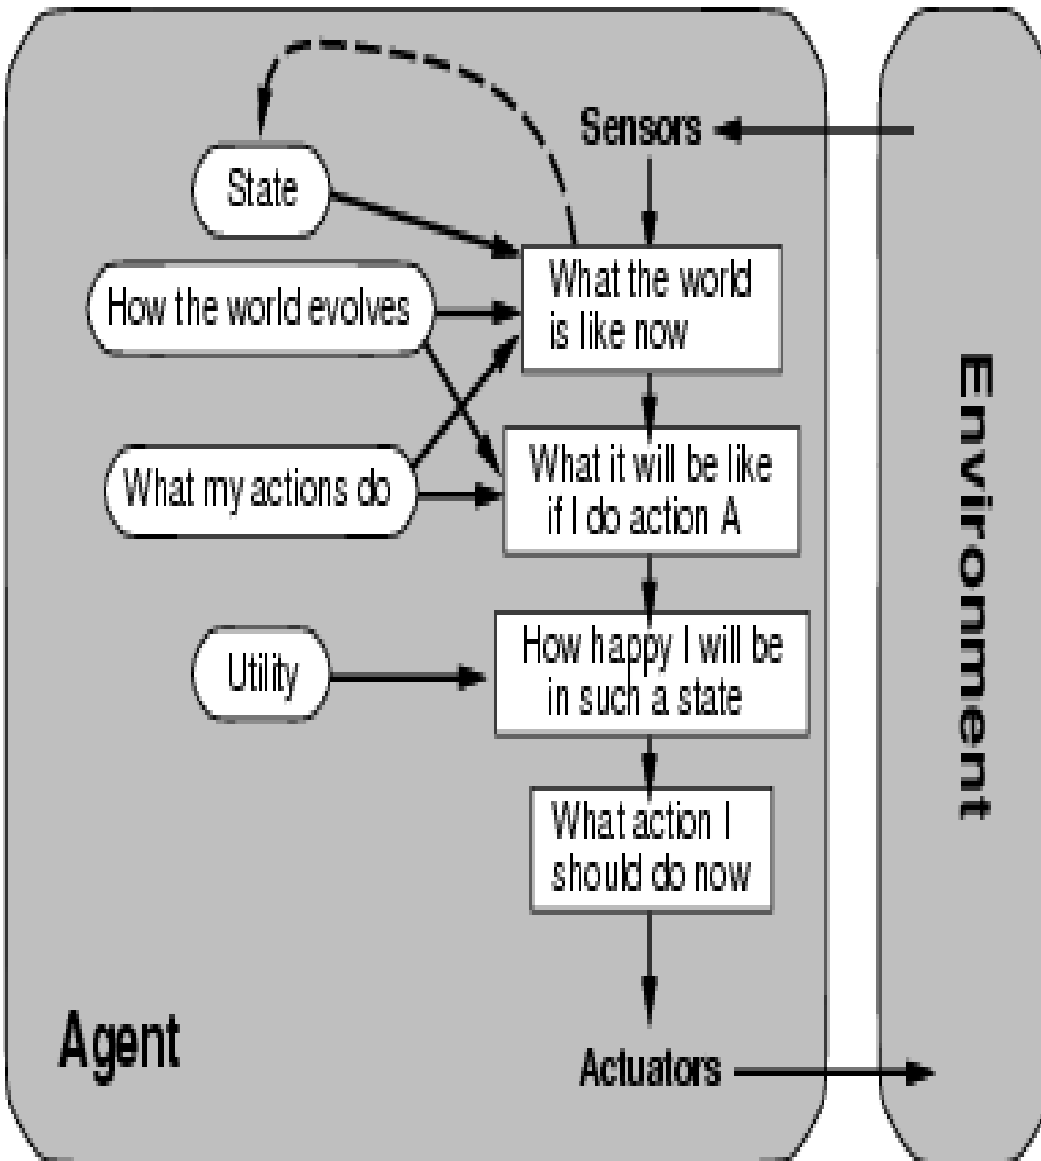 Sensors
State
What the world
is like now
How the world evolves
What it will be like
if I do action A
What my actions do
How happy I will be
in such a state
Utility
What action I
should do now
Agent
Actuators
Environment